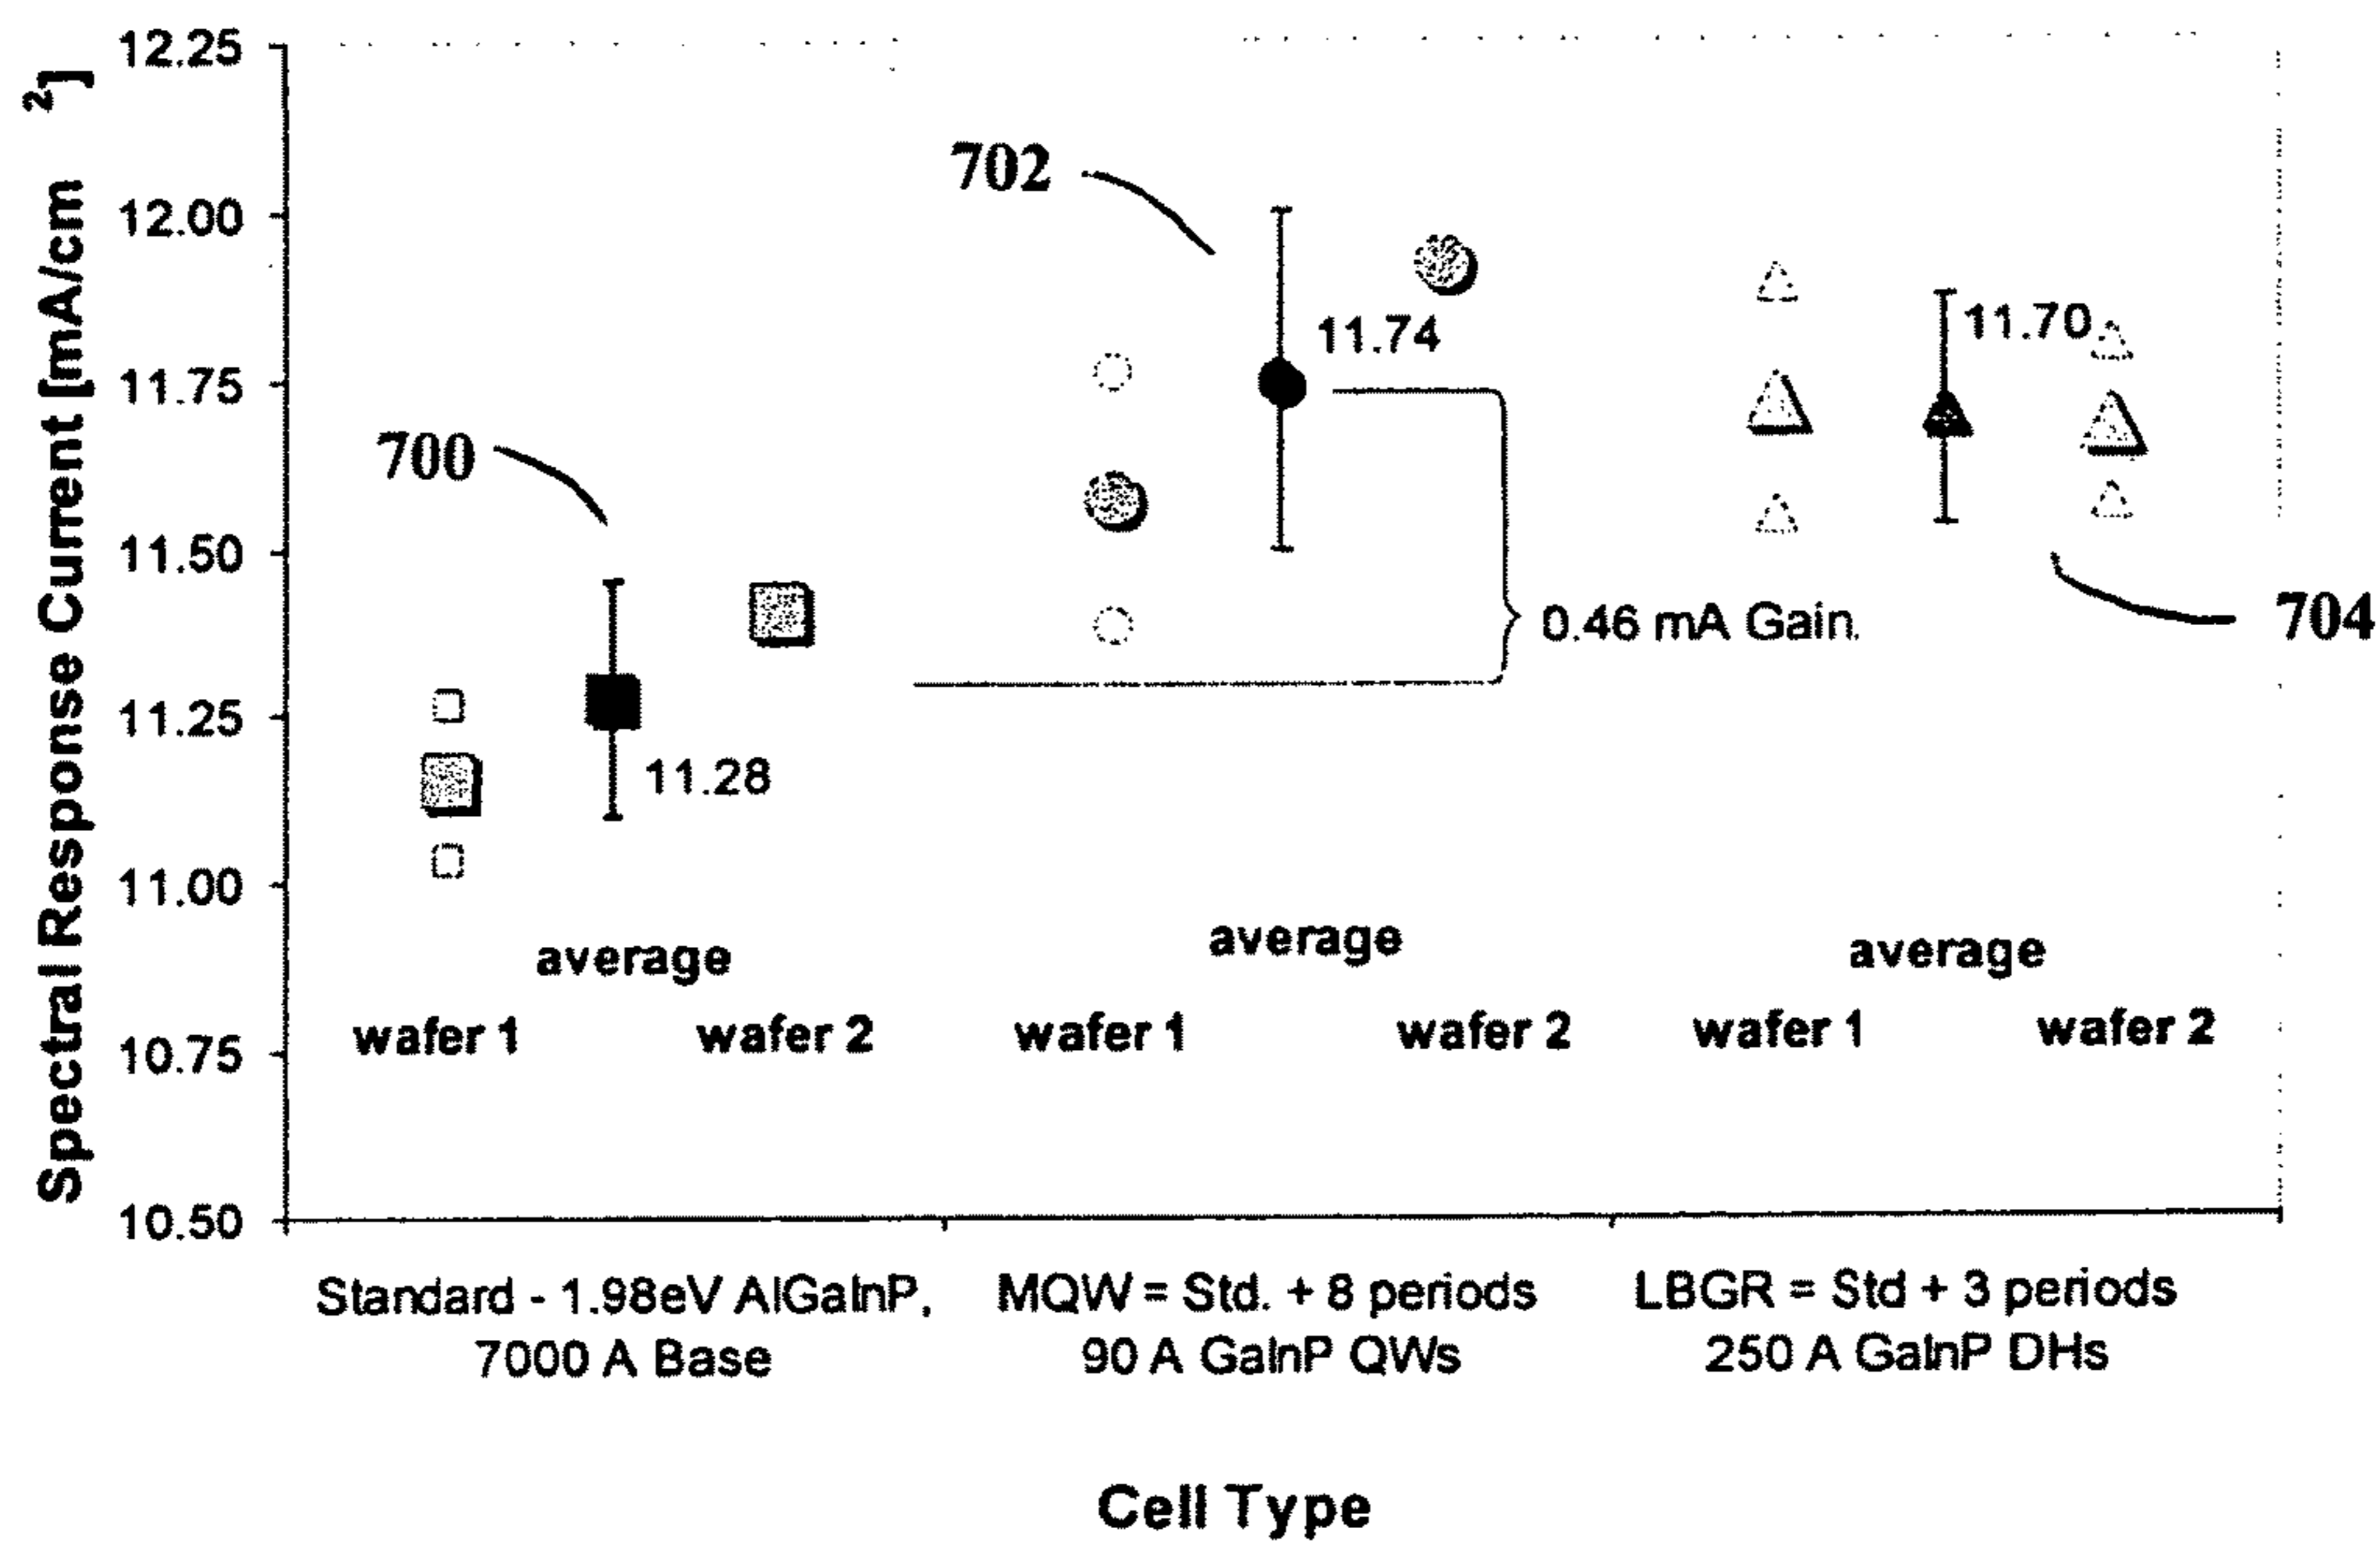 Spectral Response Current [mA/cm 2]
12.25
12.00
11.75
11.50
11.25
11.00
10.75
10.50
700
702
704
11.28
11.74
11.70
0.46 mA Gain.
average
average
average
wafer 1
wafer 2
wafer 1
wafer 2
wafer 1
wafer 2
Standard - 1.98eV AlGaInP,
7000 A Base
MQW = Std. + 8 periods
90 A GaInP QWs
LBGR = Std + 3 periods
250 A GaInP DHs
Cell Type